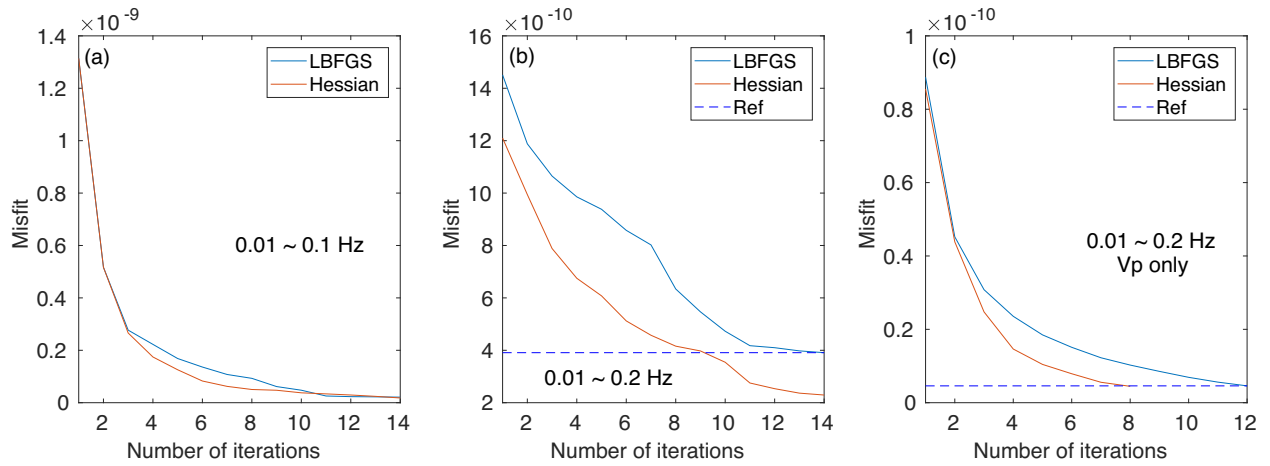 ×10⁻⁹
(a)
LBFGS
Hessian
1.4
1.2
1
0.8
0.6
0.4
0.2
0
Misfit
0.01 ~ 0.1 Hz
2 4 6 8 10 12 14
Number of iterations
×10⁻¹⁰
(b)
LBFGS
Hessian
Ref
16
14
12
10
8
6
4
2
Misfit
0.01 ~ 0.2 Hz
2 4 6 8 10 12 14
Number of iterations
×10⁻¹⁰
(c)
LBFGS
Hessian
Ref
1
0.8
0.6
0.4
0.2
0
Misfit
0.01 ~ 0.2 Hz
Vp only
2 4 6 8 10 12
Number of iterations